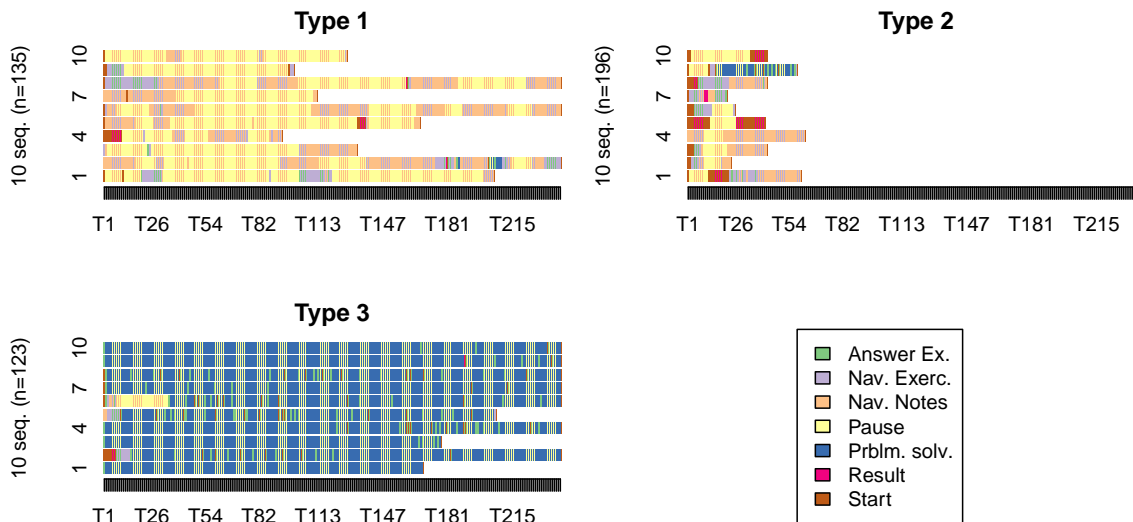 Type 1
10 seq. (n=135)
10
7
4
1
T1 T26 T54 T82 T113 T147 T181 T215
Type 2
10 seq. (n=196)
10
7
4
1
T1 T26 T54 T82 T113 T147 T181 T215
Type 3
10 seq. (n=123)
10
7
4
1
T1 T26 T54 T82 T113 T147 T181 T215
Answer Ex.
Nav. Exerc.
Nav. Notes
Pause
Prblm. solv.
Result
Start